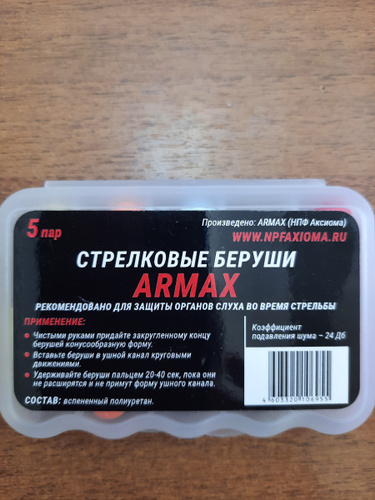 5 пар
Произведено: ARMAX (НПФ Аксиома)
WWW.NPFAXIOMA.RU
СТРЕЛКОВЫЕ БЕРУШИ
ARMAX
РЕКОМЕНДОВАНО ДЛЯ ЗАЩИТЫ ОРГАНОВ СЛУХА ВО ВРЕМЯ СТРЕЛЬБЫ
ПРИМЕНЕНИЕ:
• Чистыми руками придайте закругленному концу
берушей конусообразную форму.
• Вставьте беруши в ушной канал круговыми
движениями.
• Удерживайте беруши пальцем 20-40 сек, пока они
не расширятся и не примут форму ушного канала.
СОСТАВ: вспененный полиуретан.
Коэффициент
подавления шума – 24 Дб
4 603320 106955